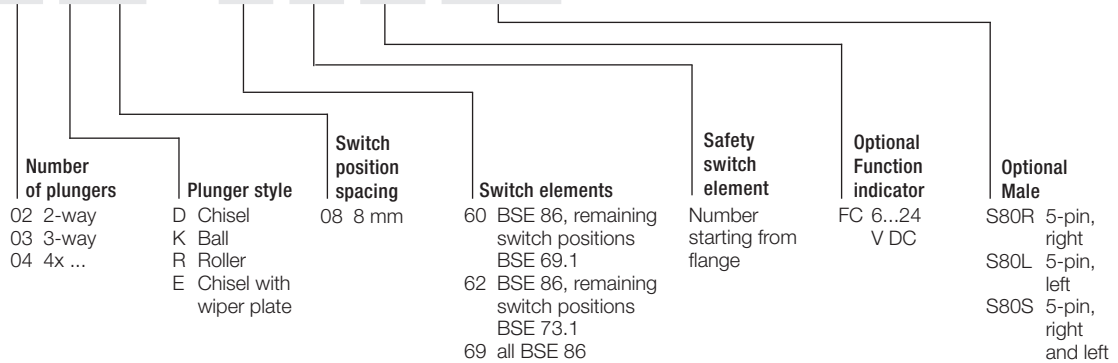 Number
of plungers
02 2-way
03 3-way
04 4x ...
Plunger style
D Chisel
K Ball
R Roller
E Chisel with
wiper plate
Switch
position
spacing
08 8 mm
Switch elements
60 BSE 86, remaining
switch positions
BSE 69.1
62 BSE 86, remaining
switch positions
BSE 73.1
69 all BSE 86
Safety
switch
element
Number
starting from
flange
Optional
Function
indicator
FC 6...24
V DC
Optional
Male
S80R 5-pin,
right
S80L 5-pin,
left
S80S 5-pin,
right
and left